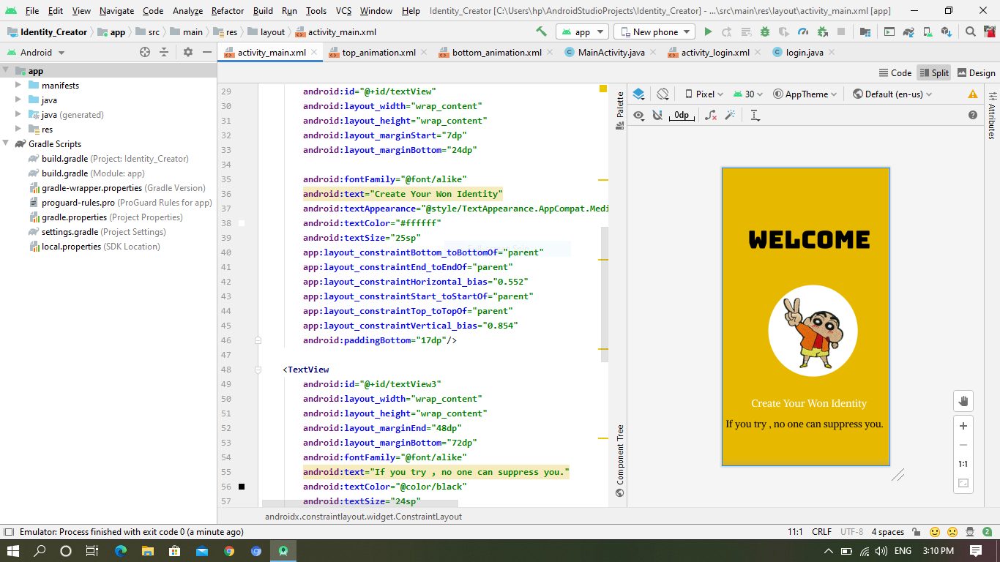 File Edit View Navigate Code Analyze Refactor Build Run Tools VCS Window Help Identity_Creator [C:\Users\hp\AndroidStudioProjects\Identity_Creator] - ...\src\main\res\layout\activity_main.xml [app]
Identity_Creator app src main res layout activity_main.xml app New phone
Android activity_main.xml top_animation.xml bottom_animation.xml MainActivity.java activity_login.xml login.java
Code Split Design
app
manifests
java
java (generated)
res
Gradle Scripts
build.gradle (Project: Identity_Creator)
build.gradle (Module: app)
gradle-wrapper.properties (Gradle Version)
proguard-rules.pro (ProGuard Rules for app)
gradle.properties (Project Properties)
settings.gradle (Project Settings)
local.properties (SDK Location)
29 android:id="@+id/textView"
30 android:layout_width="wrap_content"
31 android:layout_height="wrap_content"
32 android:layout_marginStart="7dp"
33 android:layout_marginBottom="24dp"
34
35 android:fontFamily="@font/alike"
36 android:text="Create Your Won Identity"
37 android:textAppearance="@style/TextAppearance.AppCompat.Medi
38 android:textColor="#ffffff"
39 android:textSize="25sp"
40 app:layout_constraintBottom_toBottomOf="parent"
41 app:layout_constraintEnd_toEndOf="parent"
42 app:layout_constraintHorizontal_bias="0.552"
43 app:layout_constraintStart_toStartOf="parent"
44 app:layout_constraintTop_toTopOf="parent"
45 app:layout_constraintVertical_bias="0.854"
46 android:paddingBottom="17dp"/>
47
48 <TextView
49 android:id="@+id/textView3"
50 android:layout_width="wrap_content"
51 android:layout_height="wrap_content"
52 android:layout_marginEnd="48dp"
53 android:layout_marginBottom="72dp"
54 android:fontFamily="@font/alike"
55 android:text="If you try , no one can suppress you."
56 android:textColor="@color/black"
57 android:textSize="24sp"
androidx.constraintlayout.widget.ConstraintLayout
Palette
Component Tree
Pixel 30 AppTheme Default (en-us)
0dp
Attributes
WELCOME
Create Your Won Identity
If you try , no one can suppress you.
1:1
Emulator: Process finished with exit code 0 (a minute ago) 11:1 CRLF UTF-8 4 spaces 2
ENG 3:10 PM